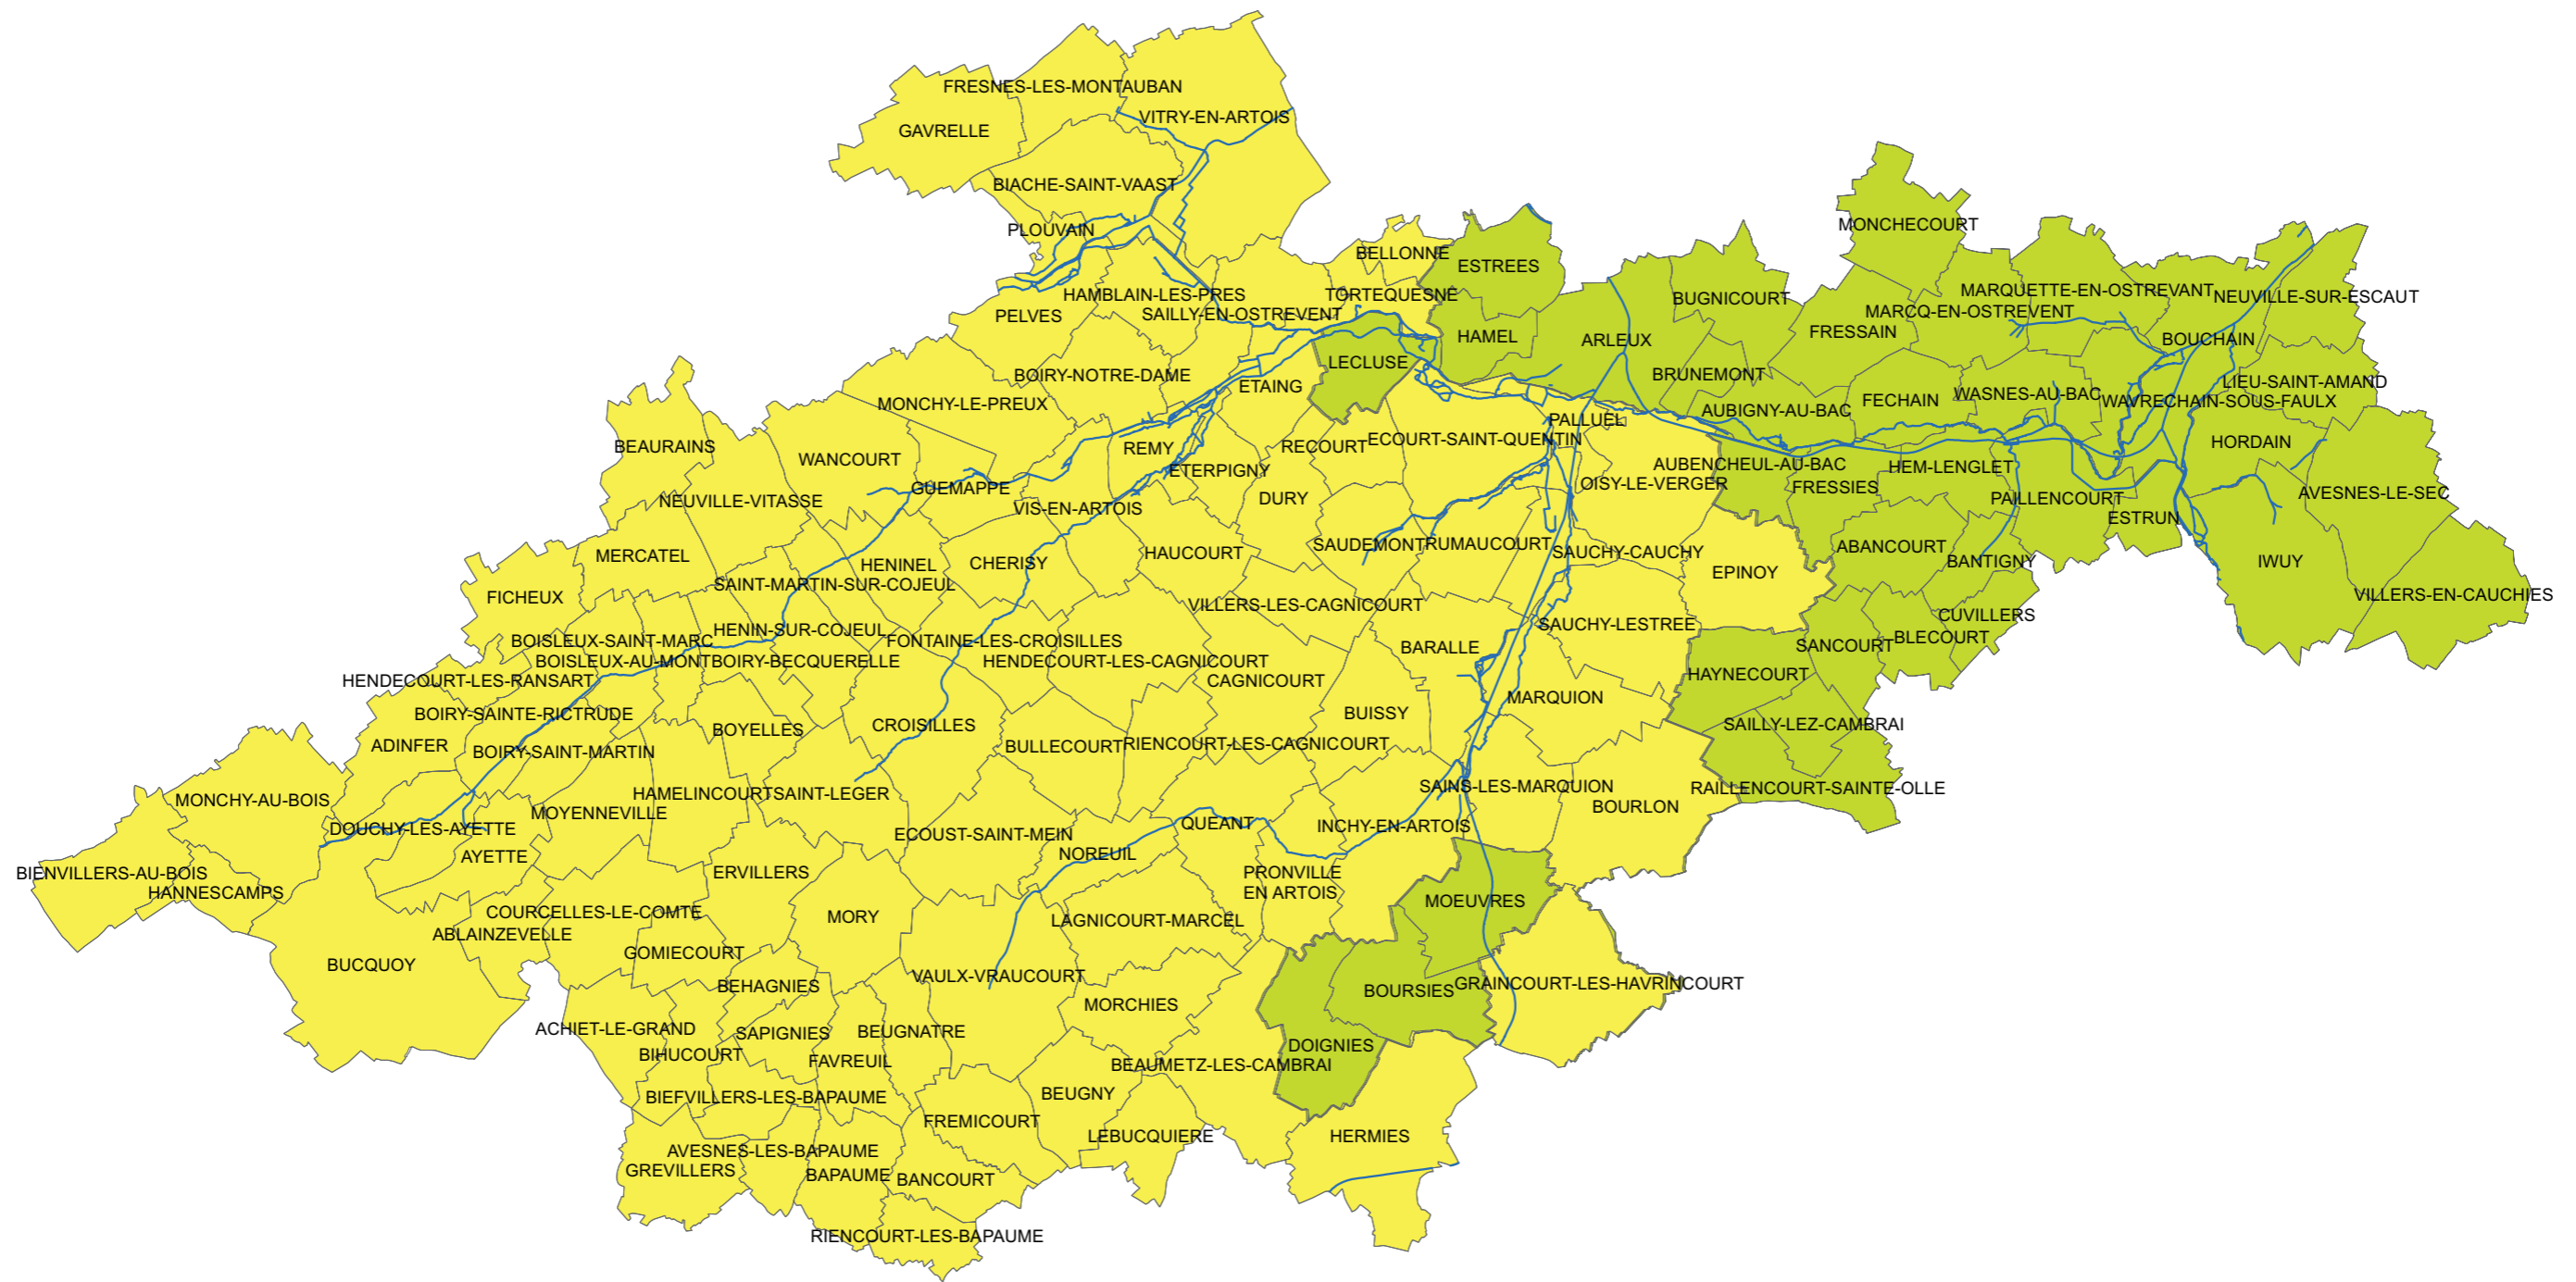 FRESNES-LES-MONTAUBAN
VITRY-EN-ARTOIS
GAVRELLE
BIACHE-SAINT-VAAST
PLOUVAIN
MONCHECOURT
BELLONNE
ESTREES
HAMBLAIN-LES-PRES
TORTEQUESNE
BUGNICOURT
MARQUETTE-EN-OSTREVANT
NEUVILLE-SUR-ESCAUT
PELVES
SAILLY-EN-OSTREVENT
MARCQ-EN-OSTREVENT
HAMEL
ARLEUX
FRESSAIN
BOUCHAIN
LECLUSE
BOIRY-NOTRE-DAME
ETAING
BRUNEMONT
LIEU-SAINT-AMAND
MONCHY-LE-PREUX
AUBIGNY-AU-BAC
FECHAIN
WASNES-AU-BAC
WAVRECHAIN-SOUS-FAULX
PALLUEL
BEAURAINS
REMY
RECOURT
ECOURT-SAINT-QUENTIN
HORDAIN
WANCOURT
ETERPIGNY
AUBENCHEUL-AU-BAC
HEM-LENGLET
GUEMAPPE
OISY-LE-VERGER
FRESSIES
AVESNES-LE-SEC
NEUVILLE-VITASSE
VIS-EN-ARTOIS
DURY
PAILLENCOURT
ESTRUN
MERCATEL
HENINEL
CHERISY
HAUCOURT
SAUDEMONT
RUMAUCOURT
SAUCHY-CAUCHY
ABANCOURT
BANTIGNY
IWUY
EPINOY
SAINT-MARTIN-SUR-COJEUL
FICHEUX
VILLERS-LES-CAGNICOURT
VILLERS-EN-CAUCHIES
CUVILLERS
HENIN-SUR-COJEUL
SAUCHY-LESTREE
BOISLEUX-SAINT-MARC
FONTAINE-LES-CROISILLES
BARALLE
SANCOURT
BLECOURT
BOISLEUX-AU-MONT
BOIRY-BECQUERELLE
HENDECOURT-LES-CAGNICOURT
HENDECOURT-LES-RANSART
CAGNICOURT
HAYNECOURT
MARQUION
BOIRY-SAINTE-RICTRUDE
BUISSY
BOYELLES
CROISILLES
SAILLY-LEZ-CAMBRAI
ADINFER
BOIRY-SAINT-MARTIN
BULLECOURT
RIENCOURT-LES-CAGNICOURT
MONCHY-AU-BOIS
HAMELINCOURT
SAINT-LEGER
SAINS-LES-MARQUION
RAILLENCOURT-SAINTE-OLLE
BOURLON
MOYENNEVILLE
DOUCHY-LES-AYETTE
ECOUST-SAINT-MEIN
QUEANT
INCHY-EN-ARTOIS
AYETTE
NOREUIL
BIENVILLERS-AU-BOIS
ERVILLERS
PRONVILLE
EN ARTOIS
HANNESCAMPS
MOEUVRES
COURCELLES-LE-COMTE
MORY
LAGNICOURT-MARCEL
ABLAINZEVELLE
GOMIECOURT
BUCQUOY
VAULX-VRAUCOURT
BEHAGNIES
GRAINCOURT-LES-HAVRINCOURT
BOURSIES
MORCHIES
ACHIET-LE-GRAND
SAPIGNIES
BEUGNATRE
DOIGNIES
BIHUCOURT
FAVREUIL
BEAUMETZ-LES-CAMBRAI
BIEFVILLERS-LES-BAPAUME
BEUGNY
FREMICOURT
LEBUCQUIERE
HERMIES
AVESNES-LES-BAPAUME
GREVILLERS
BAPAUME
BANCOURT
RIENCOURT-LES-BAPAUME